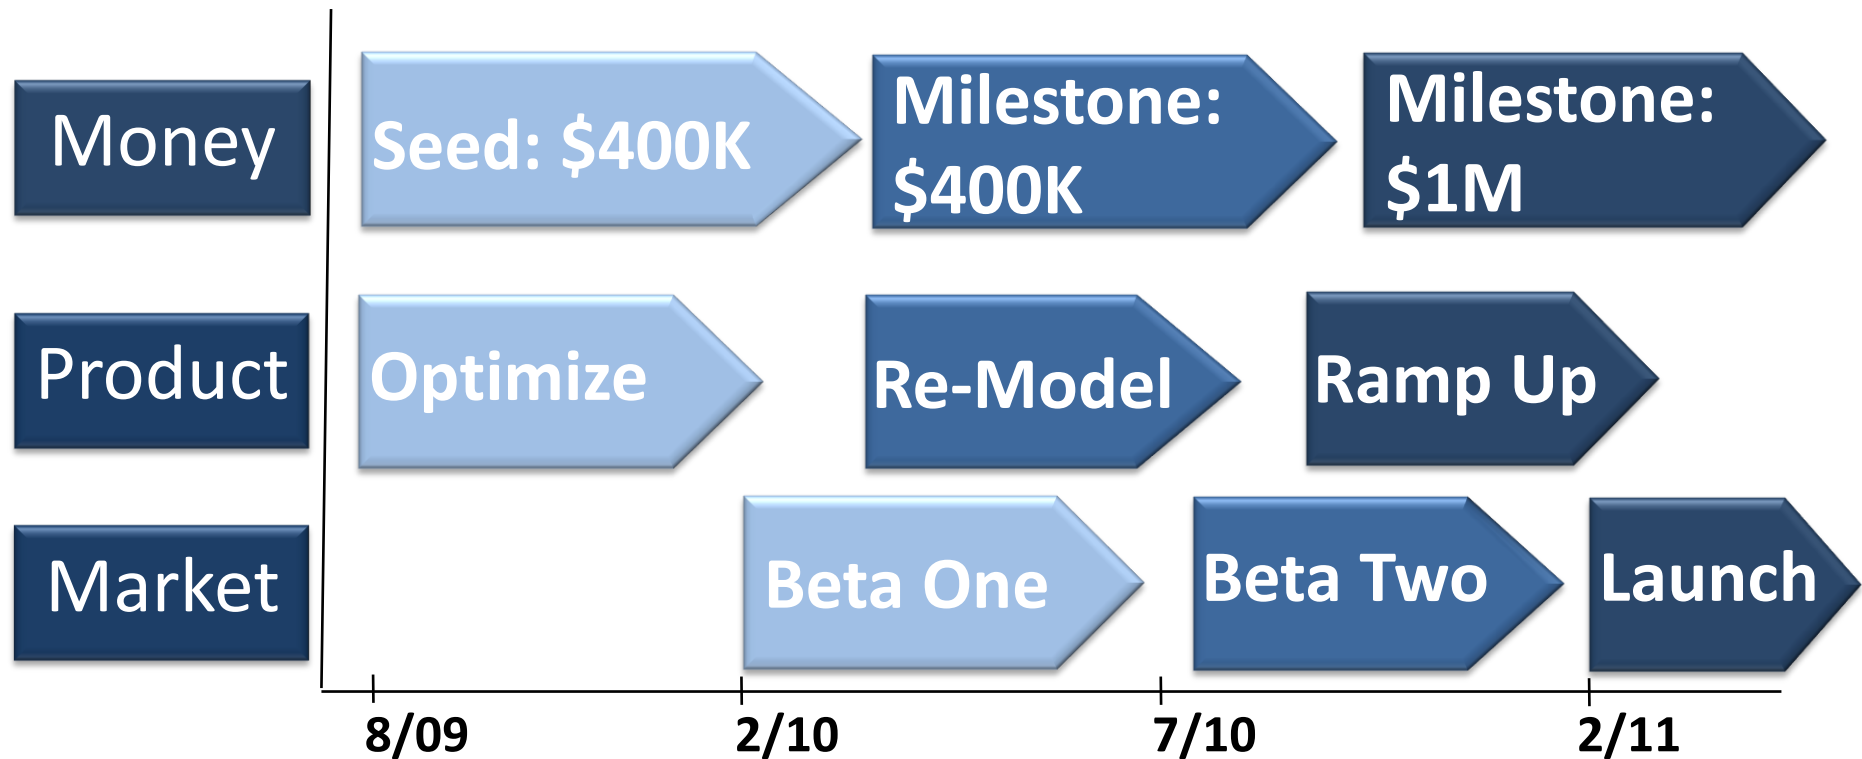 Money
Seed: $400K
Milestone:
$400K
Milestone:
$1M
Product
Optimize
Re-Model
Ramp Up
Market
Beta One
Beta Two
Launch
8/09
2/10
7/10
2/11